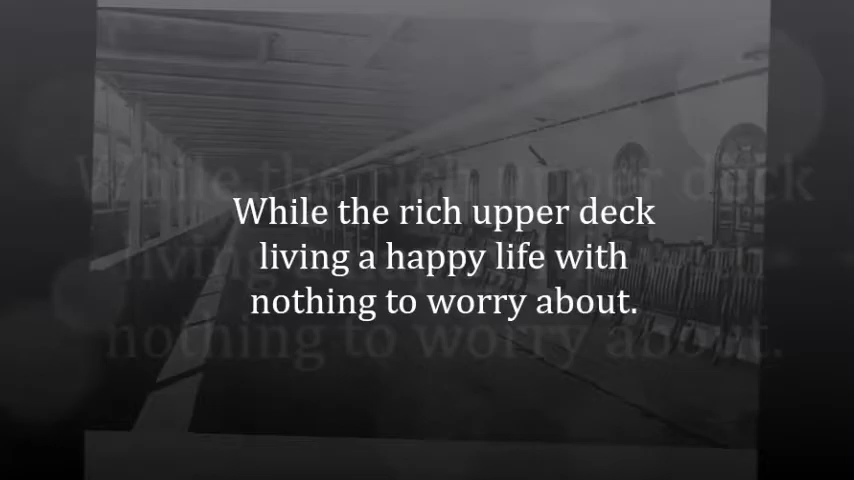 While the rich upper deck
living a happy life with
nothing to worry about.